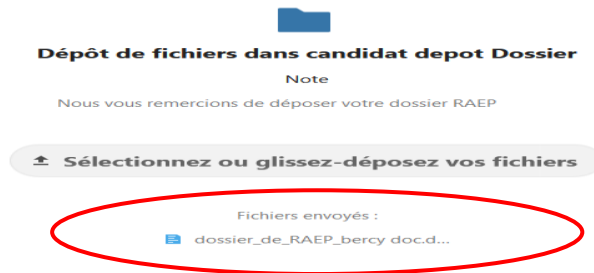 Dépôt de fichiers dans candidat depot Dossier
Note
Nous vous remercions de déposer votre dossier RAEP
Sélectionnez ou glissez-déposez vos fichiers
Fichiers envoyés :
dossier_de_RAEP_bercy doc.d...